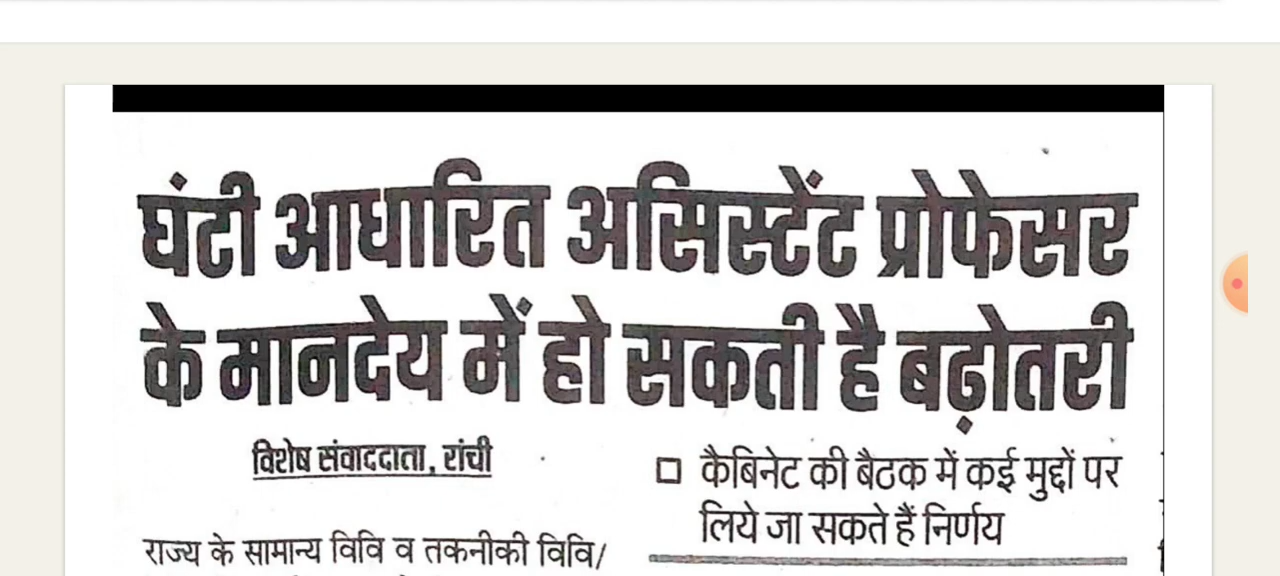 घंटी आधारित असिस्टेंट प्रोफेसर
के मानदेय में हो सकती है बढ़ोतरी
विशेष संवाददाता, रांची
राज्य के सामान्य विवि व तकनीकी विवि/
□ कैबिनेट की बैठक में कई मुद्दों पर
लिये जा सकते हैं निर्णय